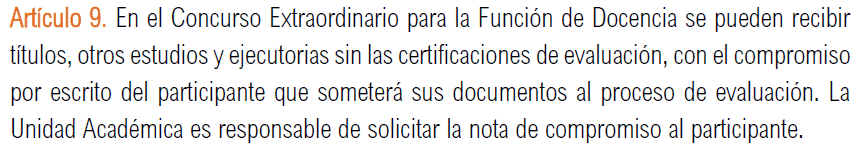 Artículo 9. En el Concurso Extraordinario para la Función de Docencia se pueden recibir
títulos, otros estudios y ejecutorias sin las certificaciones de evaluación, con el compromiso
por escrito del participante que someterá sus documentos al proceso de evaluación. La
Unidad Académica es responsable de solicitar la nota de compromiso al participante.